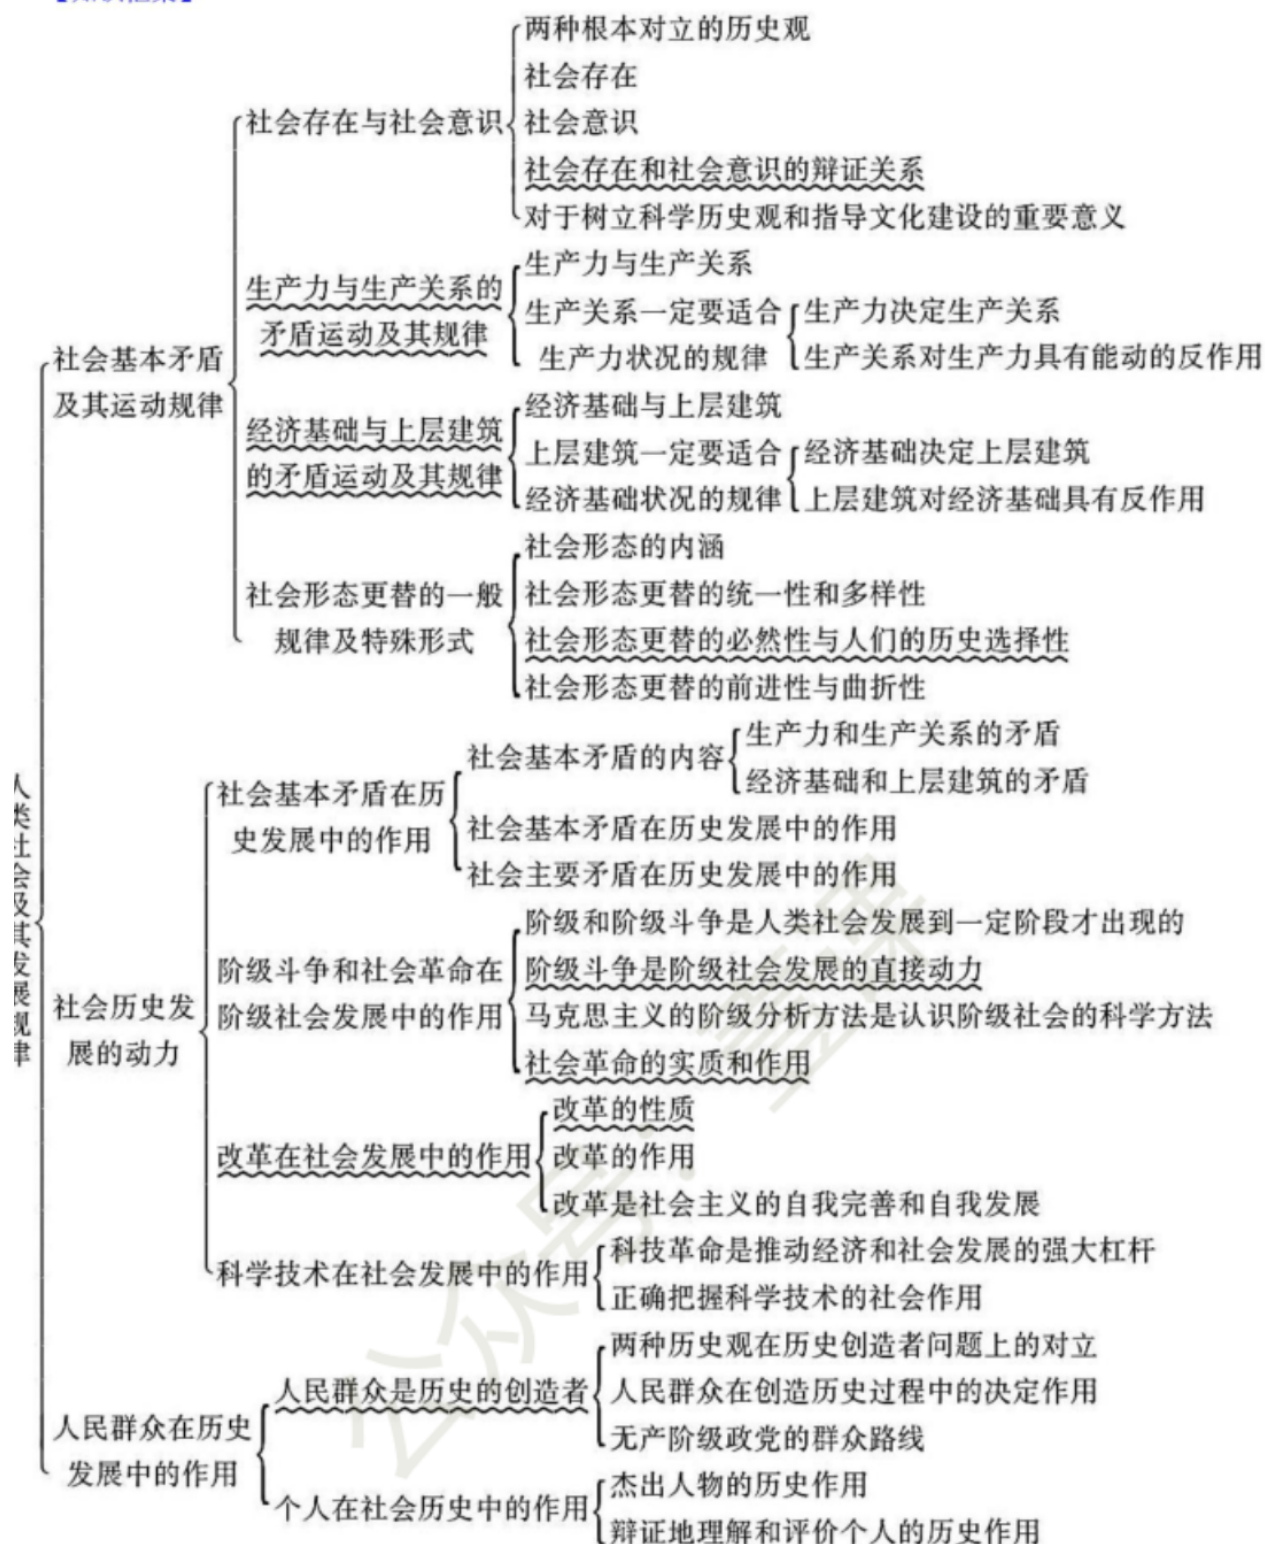 两种根本对立的历史观
社会存在
社会存在与社会意识
社会意识
社会存在和社会意识的辩证关系
对于树立科学历史观和指导文化建设的重要意义
生产力与生产关系的
矛盾运动及其规律
生产力与生产关系
生产关系一定要适合
生产力状况的规律
生产力决定生产关系
生产关系对生产力具有能动的反作用
社会基本矛盾
及其运动规律
经济基础与上层建筑
的矛盾运动及其规律
经济基础与上层建筑
上层建筑一定要适合
经济基础状况的规律
经济基础决定上层建筑
上层建筑对经济基础具有反作用
社会形态更替的一般
规律及特殊形式
社会形态的内涵
社会形态更替的统一性和多样性
社会形态更替的必然性与人们的历史选择性
社会形态更替的前进性与曲折性
人类社会及其发展规律
社会历史发
展的动力
社会基本矛盾在历
史发展中的作用
社会基本矛盾的内容
生产力和生产关系的矛盾
经济基础和上层建筑的矛盾
社会基本矛盾在历史发展中的作用
社会主要矛盾在历史发展中的作用
阶级斗争和社会革命在
阶级社会发展中的作用
阶级和阶级斗争是人类社会发展到一定阶段才出现的
阶级斗争是阶级社会发展的直接动力
马克思主义的阶级分析方法是认识阶级社会的科学方法
社会革命的实质和作用
改革在社会发展中的作用
改革的性质
改革的作用
改革是社会主义的自我完善和自我发展
科学技术在社会发展中的作用
科技革命是推动经济和社会发展的强大杠杆
正确把握科学技术的社会作用
人民群众在历史
发展中的作用
人民群众是历史的创造者
两种历史观在历史创造者问题上的对立
人民群众在创造历史过程中的决定作用
无产阶级政党的群众路线
个人在社会历史中的作用
杰出人物的历史作用
辩证地理解和评价个人的历史作用
公众号：壹课